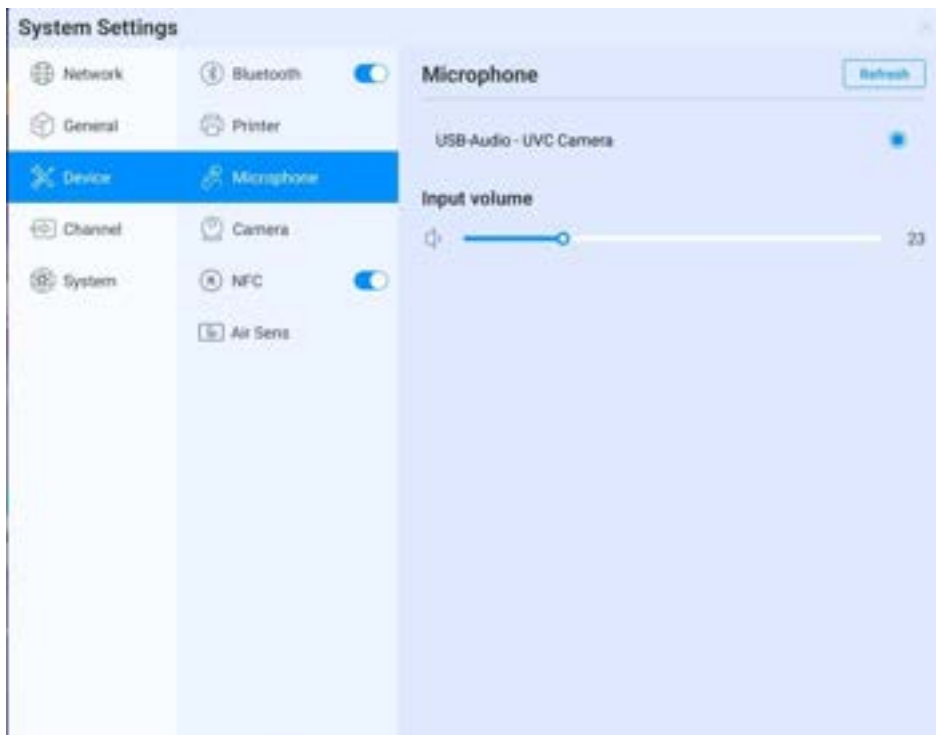 System Settings
Network
General
Device
Channel
System
Bluetooth
Printer
Microphone
Camera
NFC
Air Sens
Microphone
Refresh
USB-Audio - UVC Camera
Input volume
23